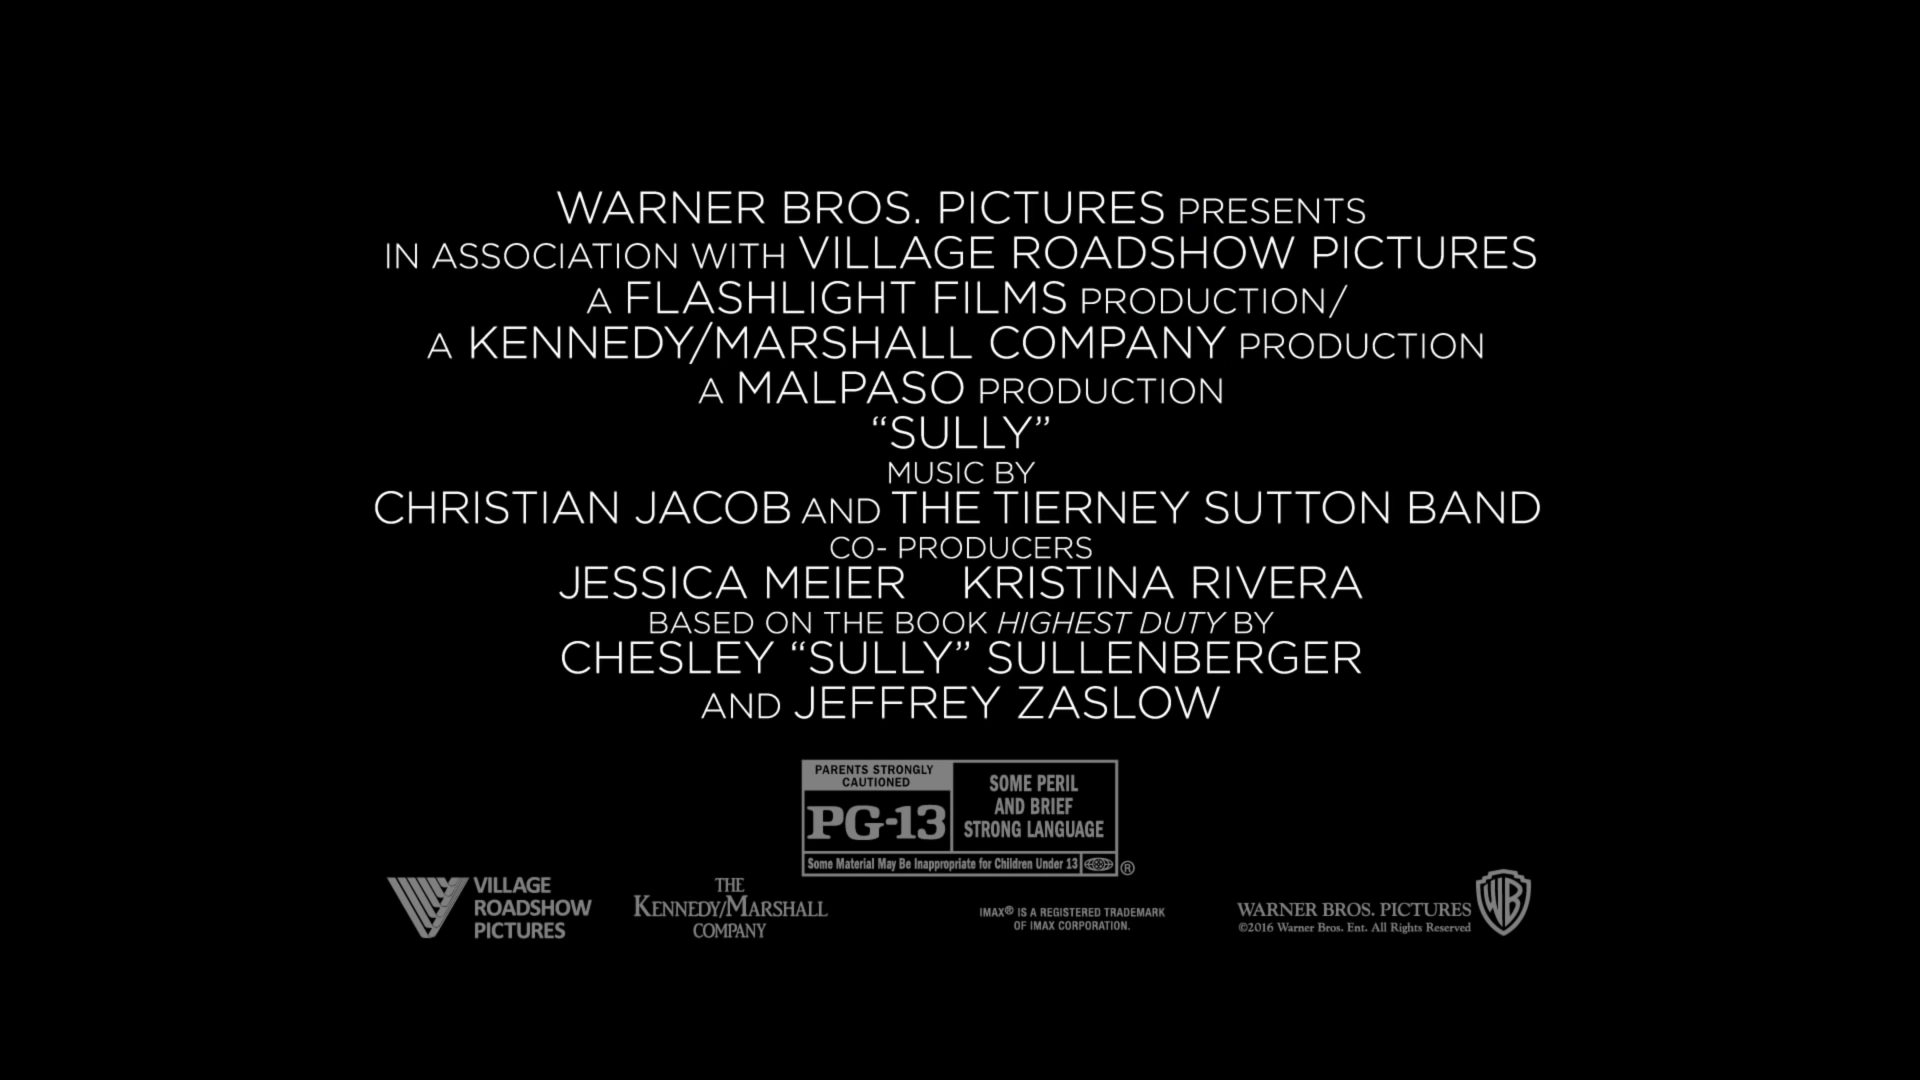 WARNER BROS. PICTURES PRESENTS
IN ASSOCIATION WITH VILLAGE ROADSHOW PICTURES
A FLASHLIGHT FILMS PRODUCTION/
A KENNEDY/MARSHALL COMPANY PRODUCTION
A MALPASO PRODUCTION
“SULLY”
MUSIC BY
CHRISTIAN JACOB AND THE TIERNEY SUTTON BAND
CO- PRODUCERS
JESSICA MEIER KRISTINA RIVERA
BASED ON THE BOOK HIGHEST DUTY BY
CHESLEY “SULLY” SULLENBERGER
AND JEFFREY ZASLOW
PARENTS STRONGLY
CAUTIONED
PG-13
SOME PERIL
AND BRIEF
STRONG LANGUAGE
Some Material May Be Inappropriate for Children Under 13
®
VILLAGE
ROADSHOW
PICTURES
THE
KENNEDY/MARSHALL
COMPANY
IMAX® IS A REGISTERED TRADEMARK
OF IMAX CORPORATION.
WARNER BROS. PICTURES
©2016 Warner Bros. Ent. All Rights Reserved
WB